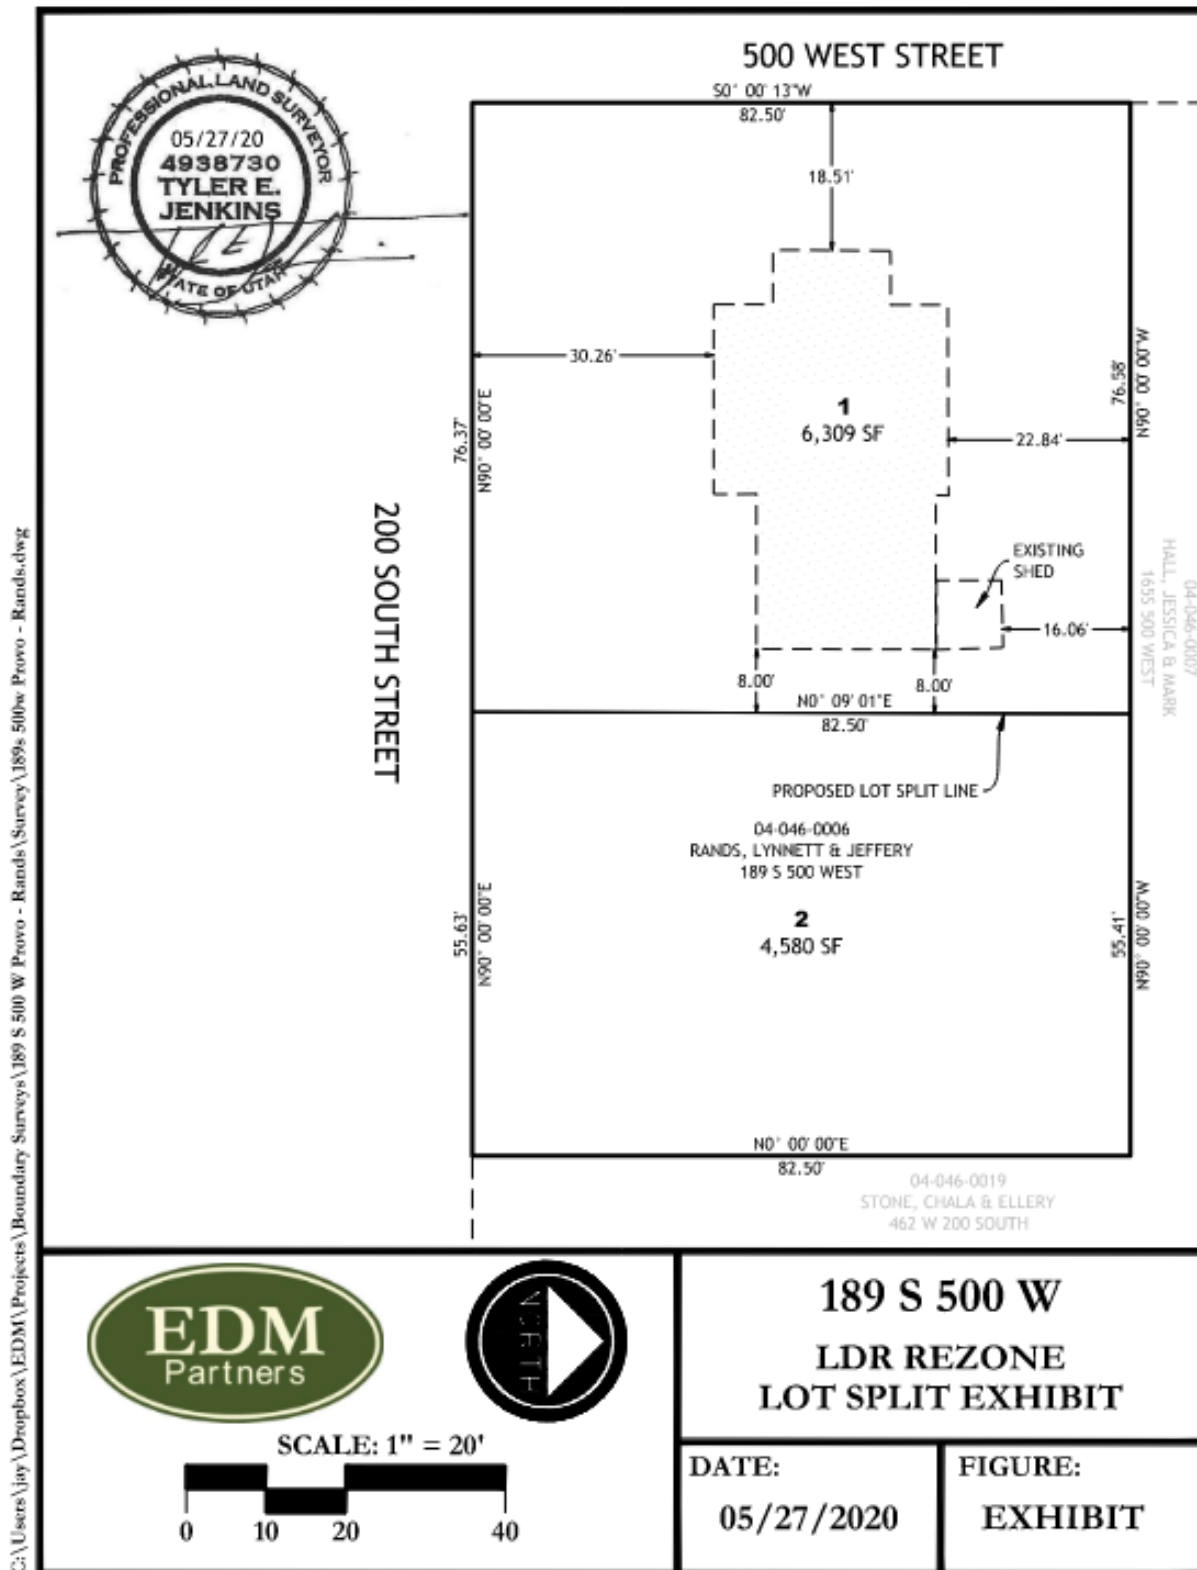 500 WEST STREET
S0° 00' 13"W
82.50'
PROFESSIONAL LAND SURVEYOR
05/27/20
4938730
TYLER E.
JENKINS
STATE OF UTAH
18.51'
30.26'
1
6,309 SF
22.84'
76.37'
N90° 00' 00"E
76.58'
N90° 00' 00"W
200 SOUTH STREET
EXISTING
SHED
16.06'
04-046-0007
HALL, JESSICA & MARK
1655 500 WEST
8.00'
8.00'
N0° 09' 01"E
82.50'
PROPOSED LOT SPLIT LINE
04-046-0006
RANDS, LYNNETT & JEFFERY
189 S 500 WEST
2
4,580 SF
55.63'
N90° 00' 00"E
55.41'
N90° 00' 00"W
N0° 00' 00"E
82.50'
04-046-0019
STONE, CHALA & ELLERY
462 W 200 SOUTH
C:\Users\jay\Dropbox\EDM\Projects\Boundary Surveys\189 S 500 W Provo - Rands\Survey\189s 500w Provo - Rands.dwg
EDM
Partners
NORTH
SCALE: 1" = 20'
0 10 20 40
189 S 500 W
LDR REZONE
LOT SPLIT EXHIBIT
DATE:
05/27/2020
FIGURE:
EXHIBIT